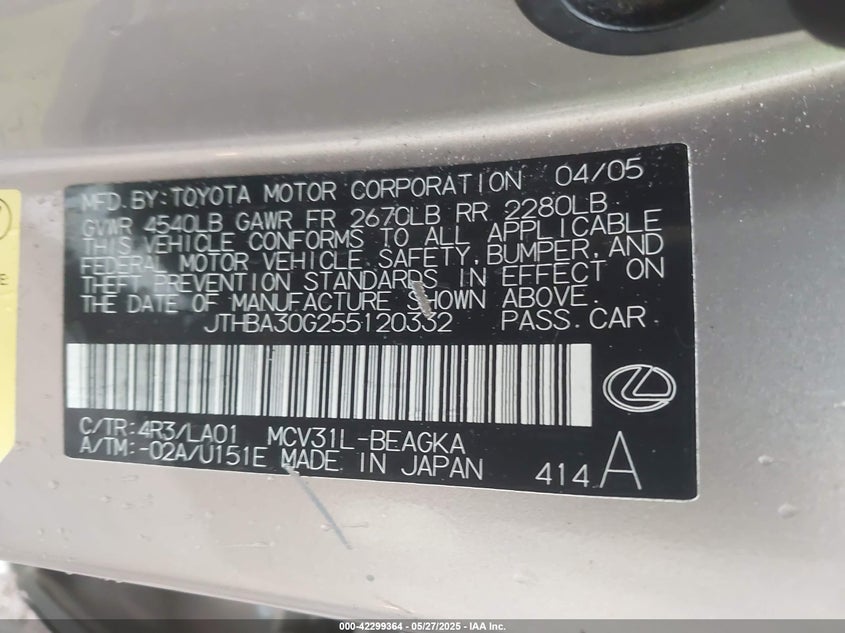 MFD. BY: TOYOTA MOTOR CORPORATION 04/05
GVWR 4540LB GAWR FR 2670LB RR 2280LB
THIS VEHICLE CONFORMS TO ALL APPLICABLE
FEDERAL MOTOR VEHICLE SAFETY, BUMPER, AND
THEFT PREVENTION STANDARDS IN EFFECT ON
THE DATE OF MANUFACTURE SHOWN ABOVE.
JTHBA30G255120332 PASS. CAR
C/TR: 4R3/LA01 MCV31L-BEAGKA
A/TM: -02A/U151E MADE IN JAPAN
414 A
000-42299364 - 05/27/2025 - IAA Inc.